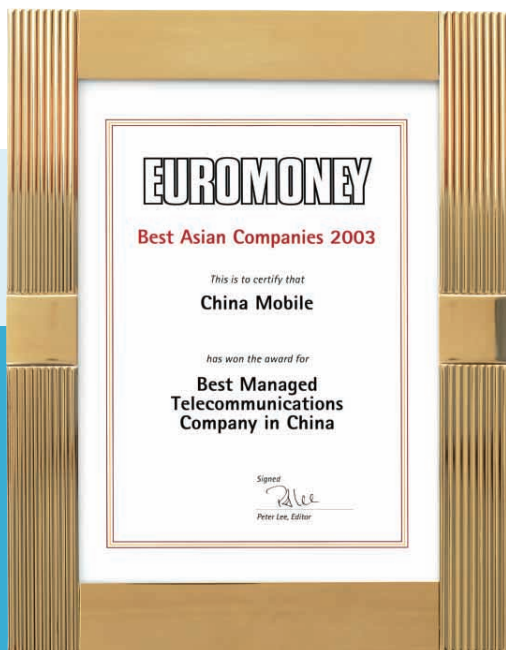 EUROMONEY
Best Asian Companies 2003
This is to certify that
China Mobile
has won the award for
Best Managed
Telecommunications
Company in China
Signed
Peter Lee, Editor